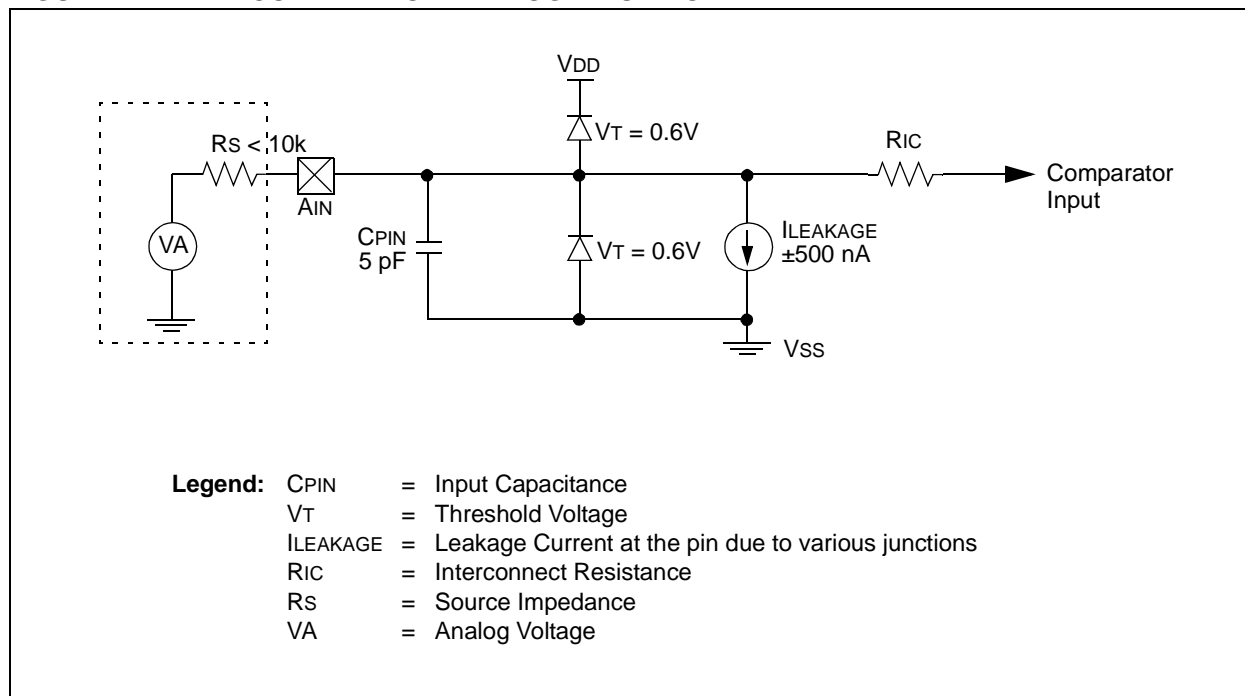 VDD
VT = 0.6V
RS < 10k
RIC
AIN
Comparator
Input
CPIN
5 pF
VA
VT = 0.6V
ILEAKAGE
±500 nA
VSS
Legend: CPIN = Input Capacitance
VT = Threshold Voltage
ILEAKAGE = Leakage Current at the pin due to various junctions
RIC = Interconnect Resistance
RS = Source Impedance
VA = Analog Voltage